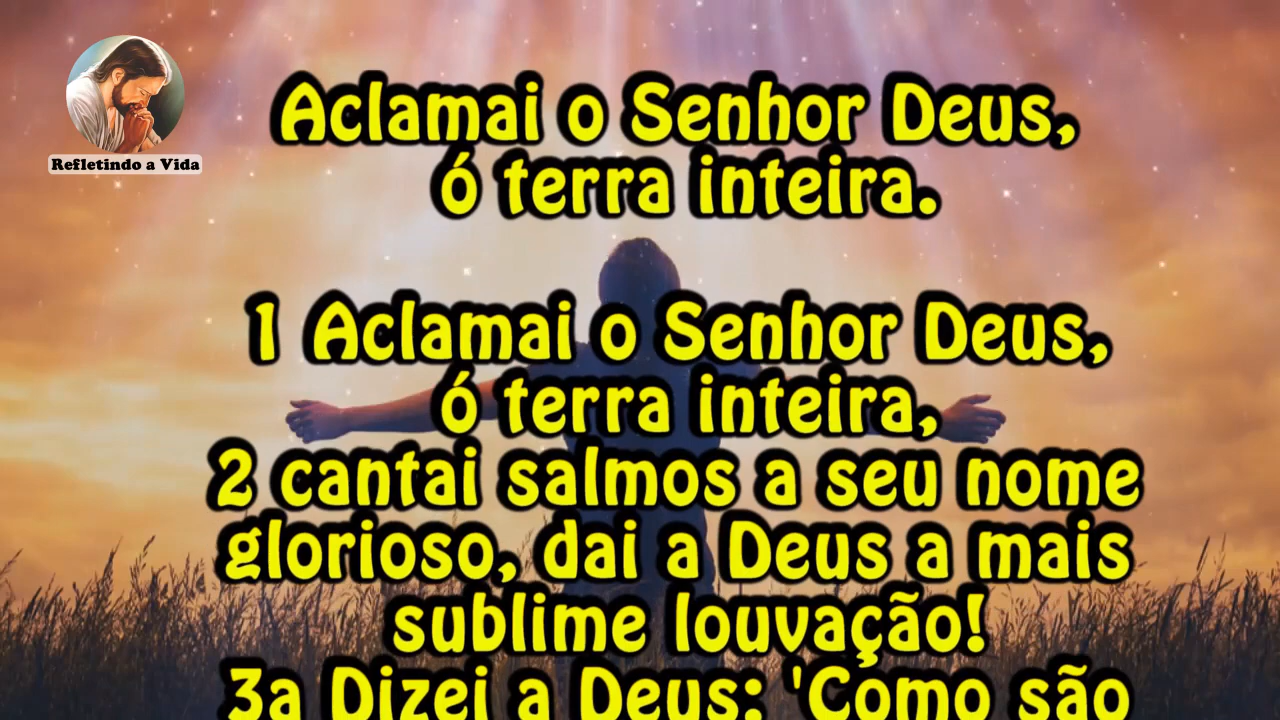 Refletindo a Vida
Aclamai o Senhor Deus,
ó terra inteira.
1 Aclamai o Senhor Deus,
ó terra inteira,
2 cantai salmos a seu nome
glorioso, dai a Deus a mais
sublime louvação!
3a Dizei a Deus: 'Como são